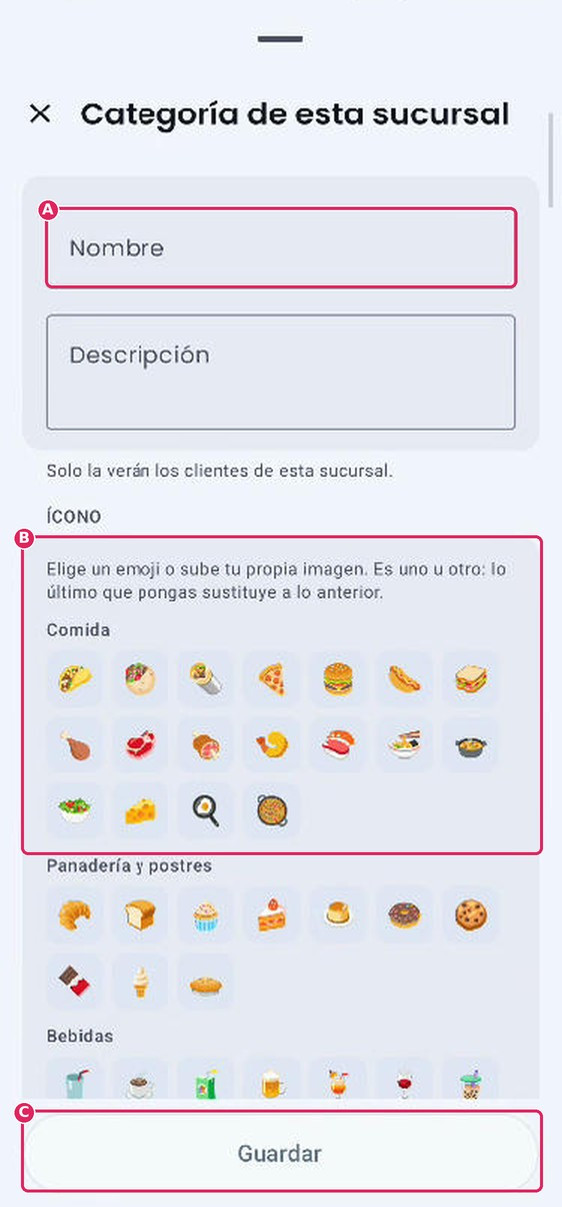 Categoría de esta sucursal
A
Nombre
Descripción
Solo la verán los clientes de esta sucursal.
ÍCONO
B
Elige un emoji o sube tu propia imagen. Es uno u otro: lo
último que pongas sustituye a lo anterior.
Comida
Panadería y postres
Bebidas
C
Guardar